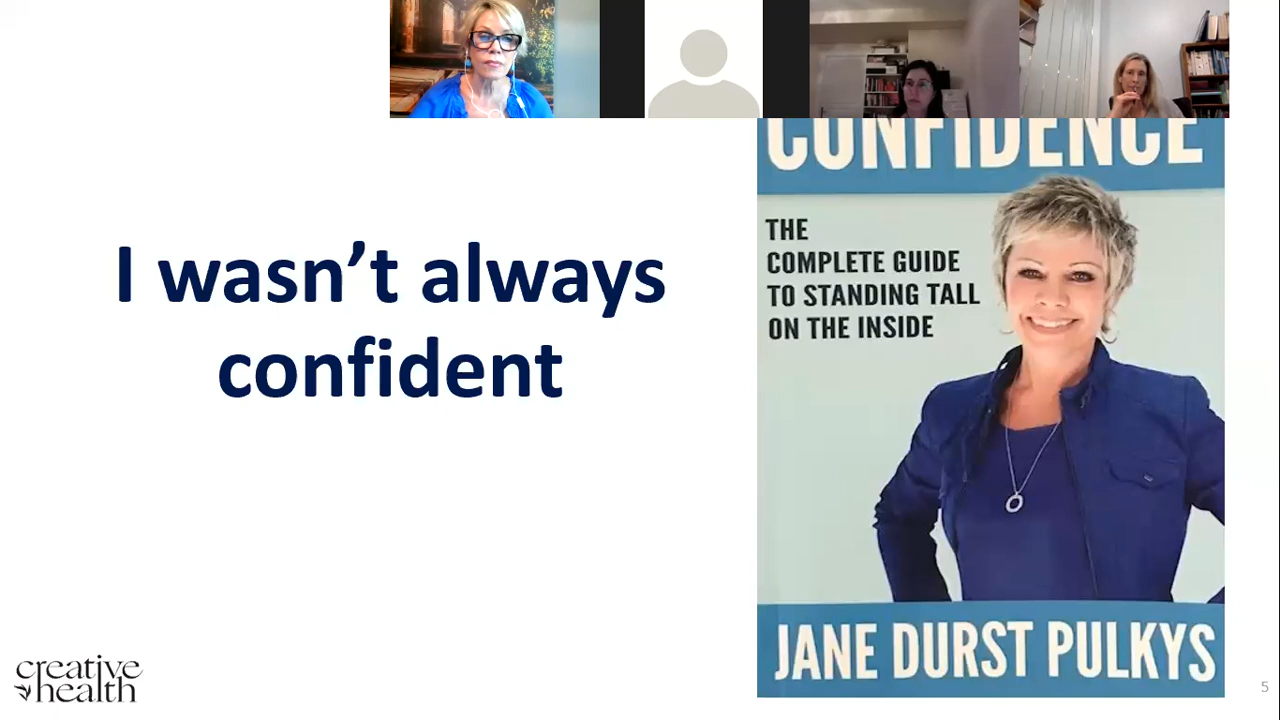 CONFIDENCE
THE
COMPLETE GUIDE
TO STANDING TALL
ON THE INSIDE
I wasn’t always
confident
JANE DURST PULKYS
creative
health
5